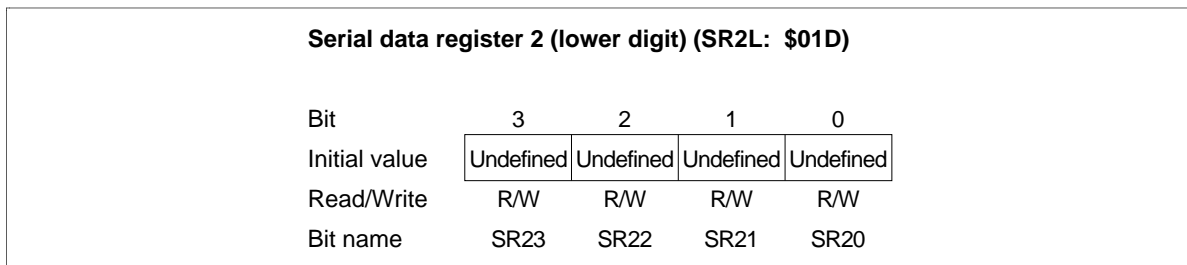 Serial data register 2 (lower digit) (SR2L: $01D)
Bit 3 2 1 0
Initial value Undefined Undefined Undefined Undefined
Read/Write R/W R/W R/W R/W
Bit name SR23 SR22 SR21 SR20